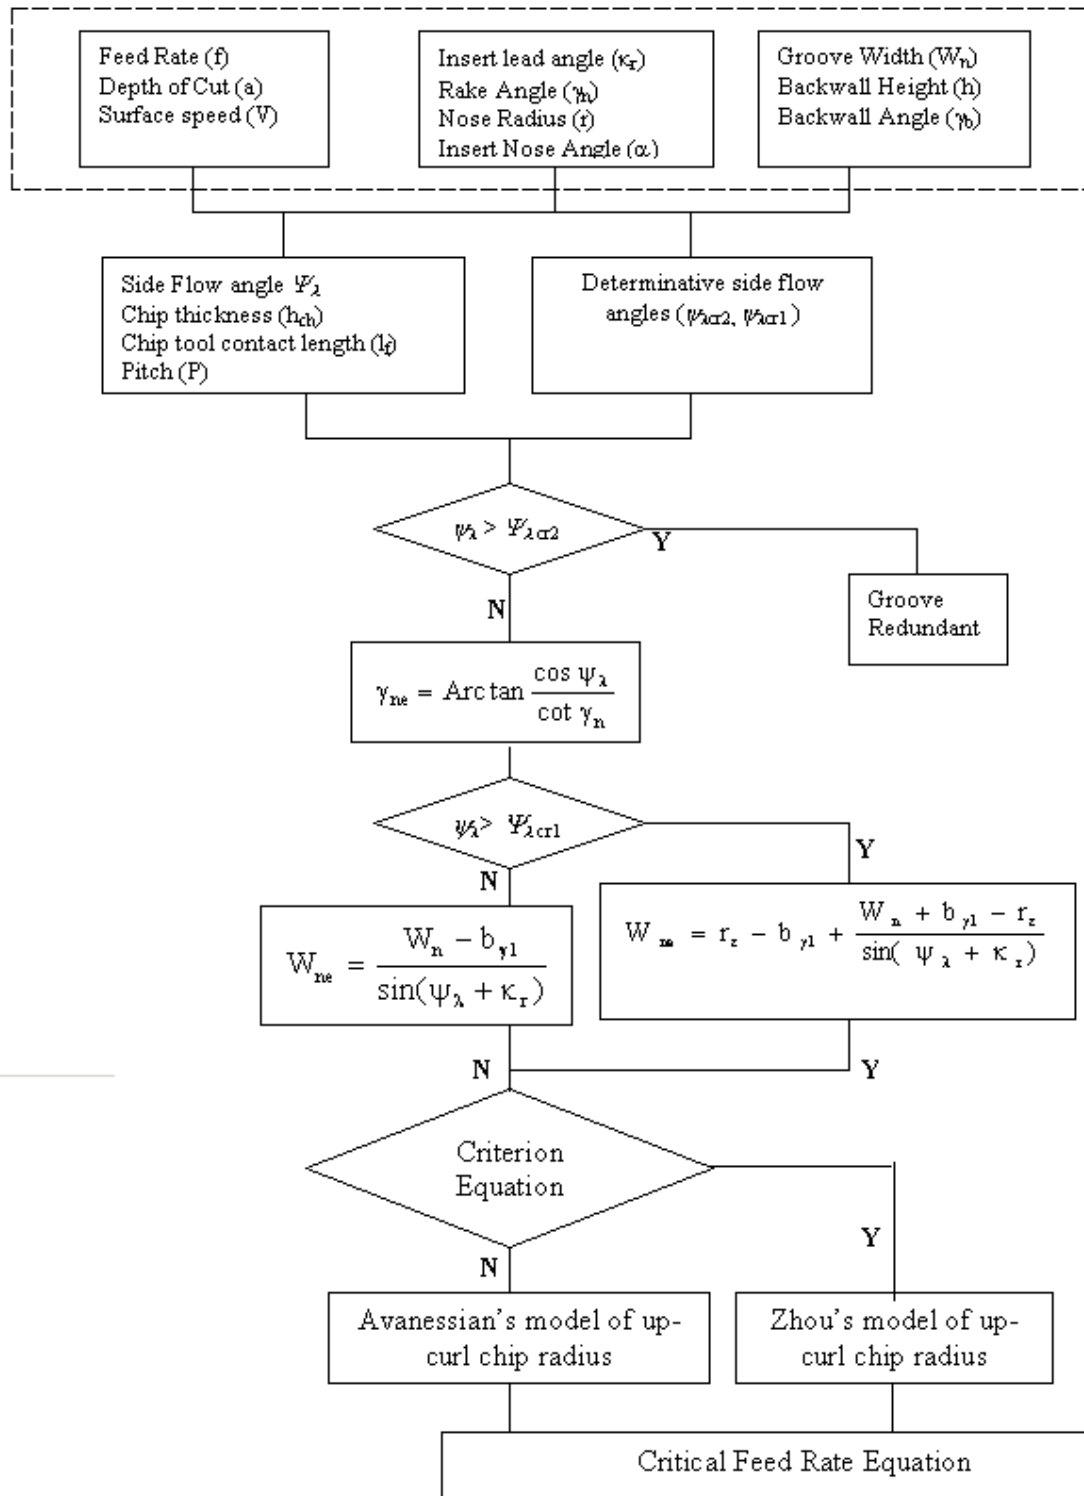 Feed Rate (f)
Depth of Cut (a)
Surface speed (V)
Insert lead angle (κr)
Rake Angle (γn)
Nose Radius (r)
Insert Nose Angle (α)
Groove Width (Wn)
Backwall Height (h)
Backwall Angle (γb)
Side Flow angle Ψλ
Chip thickness (hch)
Chip tool contact length (lf)
Pitch (P)
Determinative side flow
angles (ψλcr2, ψλcr1)
ψλ > Ψλcr2
Y
N
Groove
Redundant
γne = Arc tan cos ψλ / cot γn
ψλ > Ψλcr1
Y
N
Wne = Wn − bγ1 / sin(ψλ + κr)
Wne = rε − bγ1 + Wn + bγ1 − rε / sin( ψλ + κr)
N
Y
Criterion
Equation
Y
N
Avanessian's model of up-
curl chip radius
Zhou's model of up-
curl chip radius
Critical Feed Rate Equation